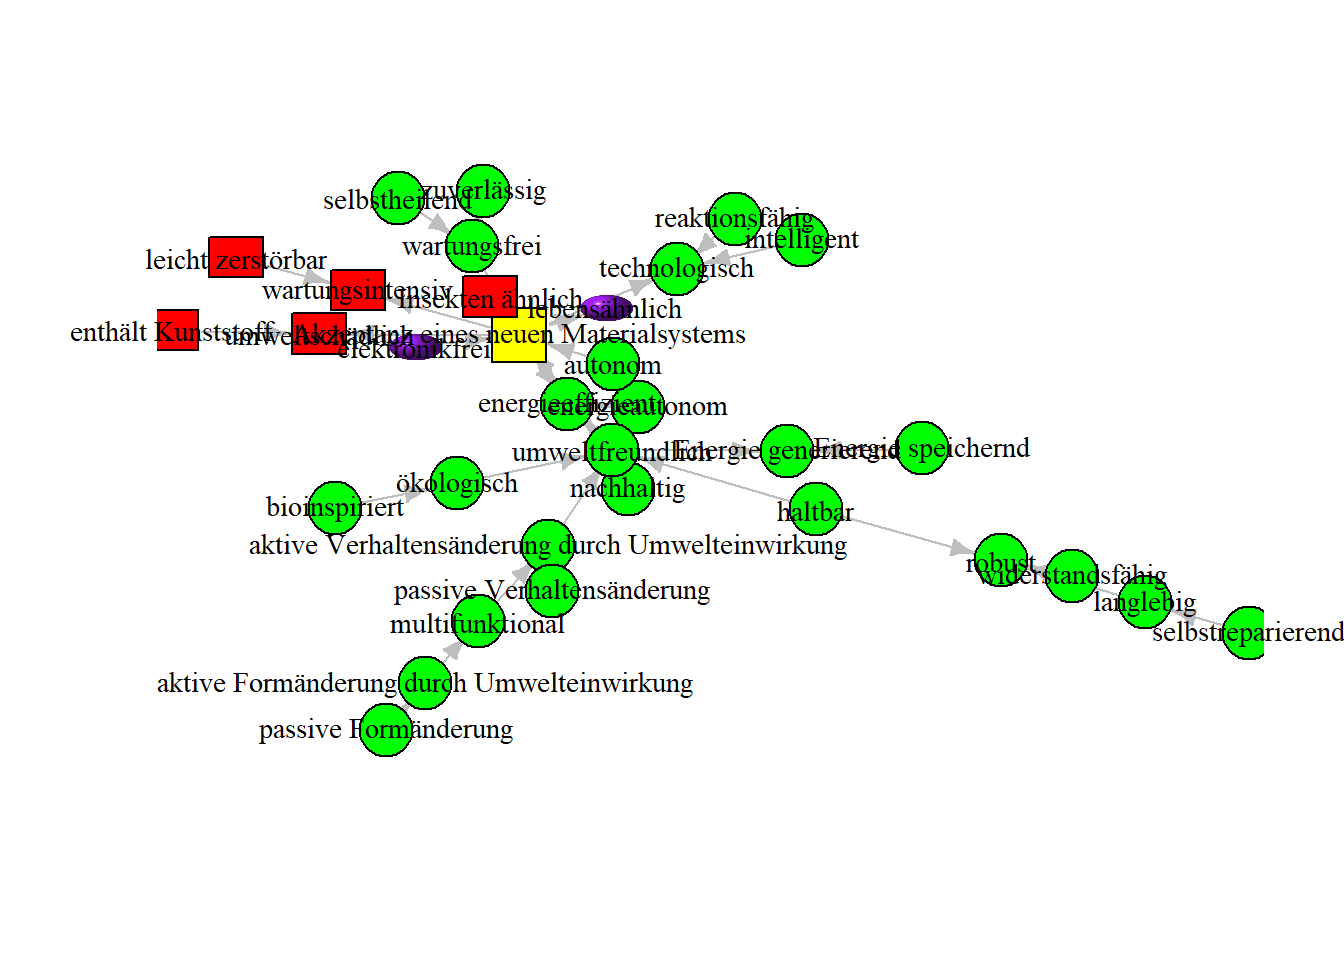 zuverlässig
selbstheilend
reaktionsfähig
intelligent
wartungsfrei
leicht zerstörbar
technologisch
wartungsintensiv
Insekten ähnlich
lebensähnlich
enthält Kunststoff
umweltschädlich
Akzeptanz eines neuen Materialsystems
elektronikfrei
autonom
energieeffizient
energieautonom
umweltfreundlich
Energie generierend
Energie speichernd
ökologisch
nachhaltig
bioinspiriert
haltbar
aktive Verhaltensänderung durch Umwelteinwirkung
robust
widerstandsfähig
passive Verhaltensänderung
langlebig
multifunktional
selbstreparierend
aktive Formänderung durch Umwelteinwirkung
passive Formänderung